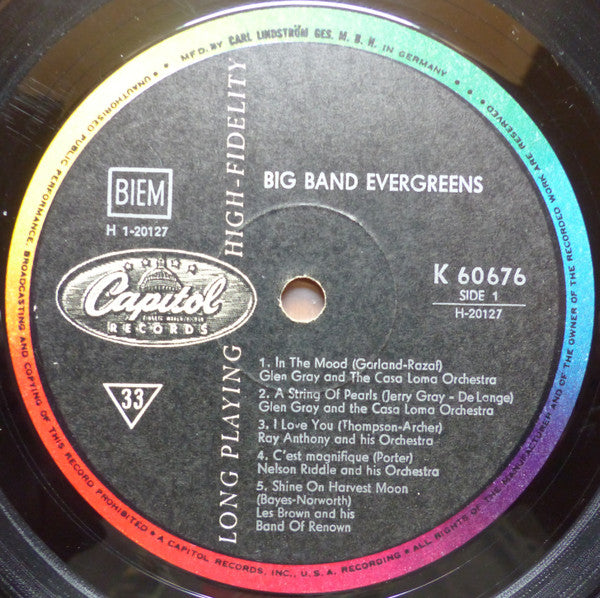 MF'D. BY CARL LINDSTRÖM GES. M. B. H. IN GERMANY
UNAUTHORISED PUBLIC PERFORMANCE, BROADCASTING AND COPYING OF THIS RECORD PROHIBITED • A CAPITOL RECORDS, INC., U.S.A. RECORDING • ALL RIGHTS OF THE MANUFACTURER AND OF THE OWNER OF THE RECORDED WORK ARE RESERVED
LONG PLAYING HIGH-FIDELITY
BIG BAND EVERGREENS
BIEM
H 1-20127
Capitol
RECORDS
K 60676
SIDE 1
H-20127
33
1. In The Mood (Garland-Razaf)
Glen Gray and The Casa Loma Orchestra
2. A String Of Pearls (Jerry Gray - De Lange)
Glen Gray and the Casa Loma Orchestra
3. I Love You (Thompson-Archer)
Ray Anthony and his Orchestra
4. C'est magnifique (Porter)
Nelson Riddle and his Orchestra
5. Shine On Harvest Moon
(Bayes-Norworth)
Les Brown and his
Band Of Renown